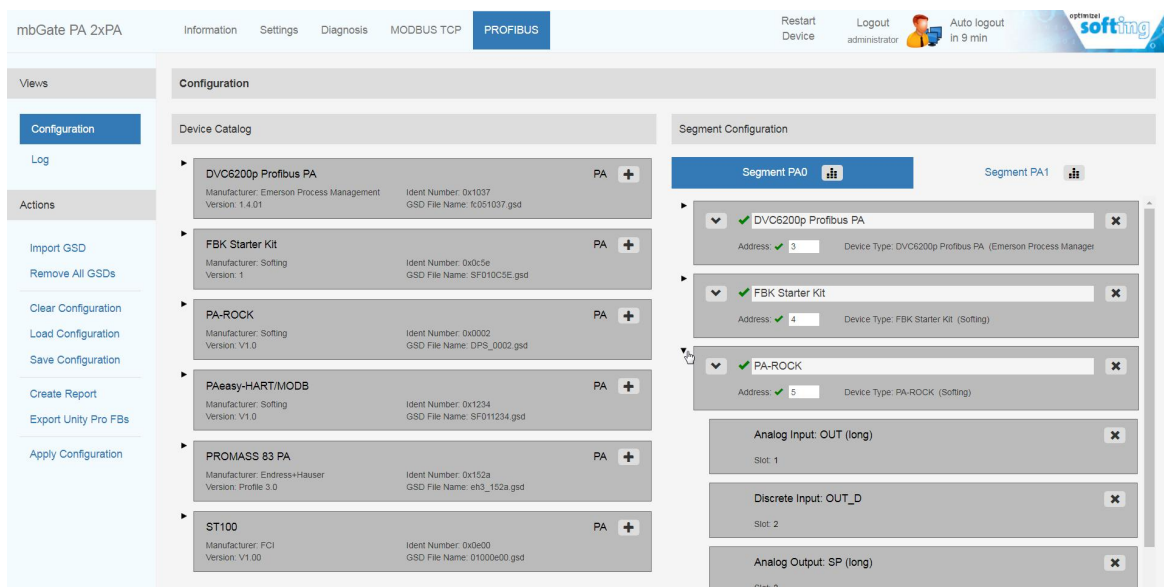 mbGate PA 2xPA
Information Settings Diagnosis MODBUS TCP PROFIBUS
Restart Device
Logout administrator
Auto logout in 9 min
optimize!
softing
Views
Configuration
Log
Actions
Import GSD
Remove All GSDs
Clear Configuration
Load Configuration
Save Configuration
Create Report
Export Unity Pro FBs
Apply Configuration
Configuration
Device Catalog
DVC6200p Profibus PA PA
Manufacturer: Emerson Process Management Ident Number: 0x1037
Version: 1.4.01 GSD File Name: fc051037.gsd
FBK Starter Kit PA
Manufacturer: Softing Ident Number: 0x0c5e
Version: 1 GSD File Name: SF010C5E.gsd
PA-ROCK PA
Manufacturer: Softing Ident Number: 0x0002
Version: V1.0 GSD File Name: DPS_0002.gsd
PAeasy-HART/MODB PA
Manufacturer: Softing Ident Number: 0x1234
Version: V1.0 GSD File Name: SF011234.gsd
PROMASS 83 PA PA
Manufacturer: Endress+Hauser Ident Number: 0x152a
Version: Profile 3.0 GSD File Name: eh3_152a.gsd
ST100 PA
Manufacturer: FCI Ident Number: 0x0e00
Version: V1.00 GSD File Name: 01000e00.gsd
Segment Configuration
Segment PA0 Segment PA1
DVC6200p Profibus PA
Address: 3 Device Type: DVC6200p Profibus PA (Emerson Process Manager
FBK Starter Kit
Address: 4 Device Type: FBK Starter Kit (Softing)
PA-ROCK
Address: 5 Device Type: PA-ROCK (Softing)
Analog Input: OUT (long)
Slot: 1
Discrete Input: OUT_D
Slot: 2
Analog Output: SP (long)